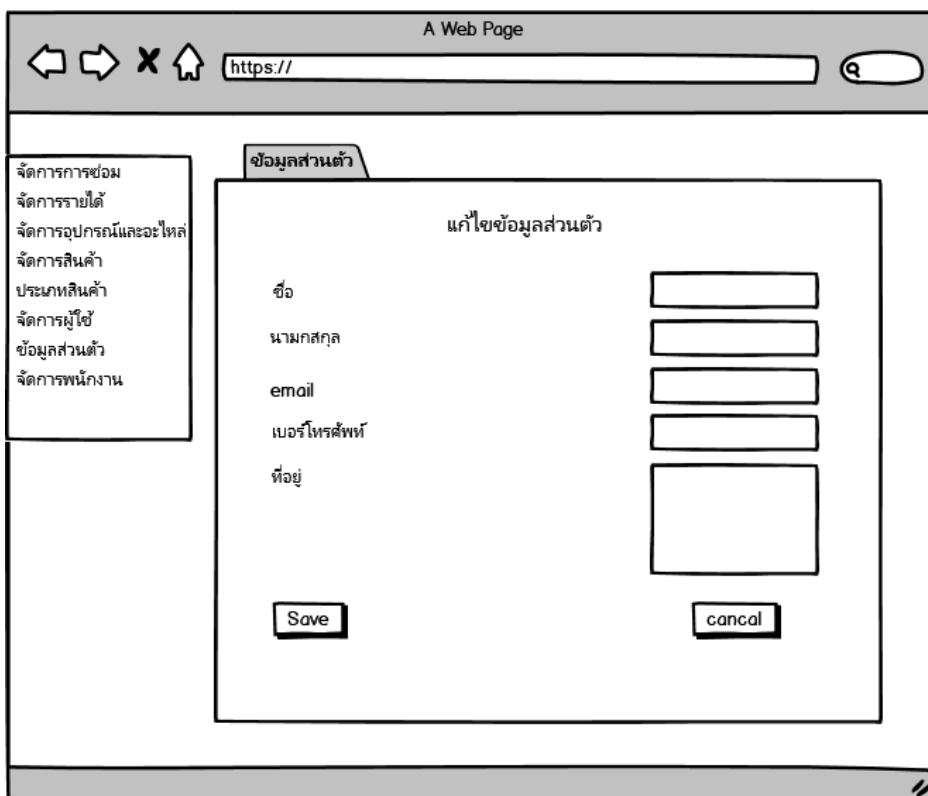 A Web Page
https://
จัดการการซ่อม
จัดการรายได้
จัดการอุปกรณ์และอะไหล่
จัดการสินค้า
ประเภทสินค้า
จัดการผู้ใช้
ข้อมูลส่วนตัว
จัดการพนักงาน
ข้อมูลส่วนตัว
แก้ไขข้อมูลส่วนตัว
ชื่อ
นามกสกุล
email
เบอร์โทรศัพท์
ที่อยู่
Save
cancal